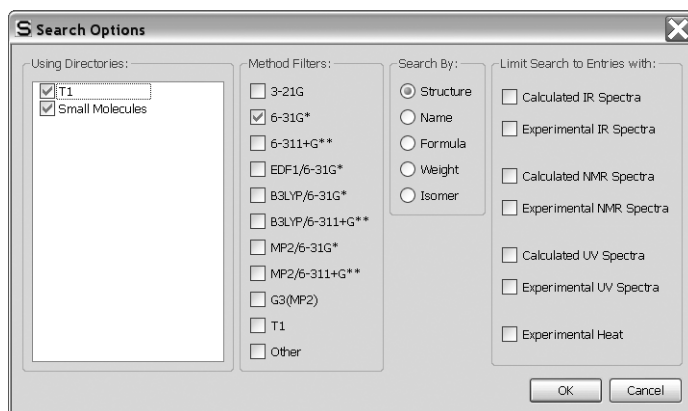 S Search Options
Using Directories:
T1
Small Molecules
Method Filters:
3-21G
6-31G*
6-311+G**
EDF1/6-31G*
B3LYP/6-31G*
B3LYP/6-311+G**
MP2/6-31G*
MP2/6-311+G**
G3(MP2)
T1
Other
Search By:
Structure
Name
Formula
Weight
Isomer
Limit Search to Entries with:
Calculated IR Spectra
Experimental IR Spectra
Calculated NMR Spectra
Experimental NMR Spectra
Calculated UV Spectra
Experimental UV Spectra
Experimental Heat
OK
Cancel